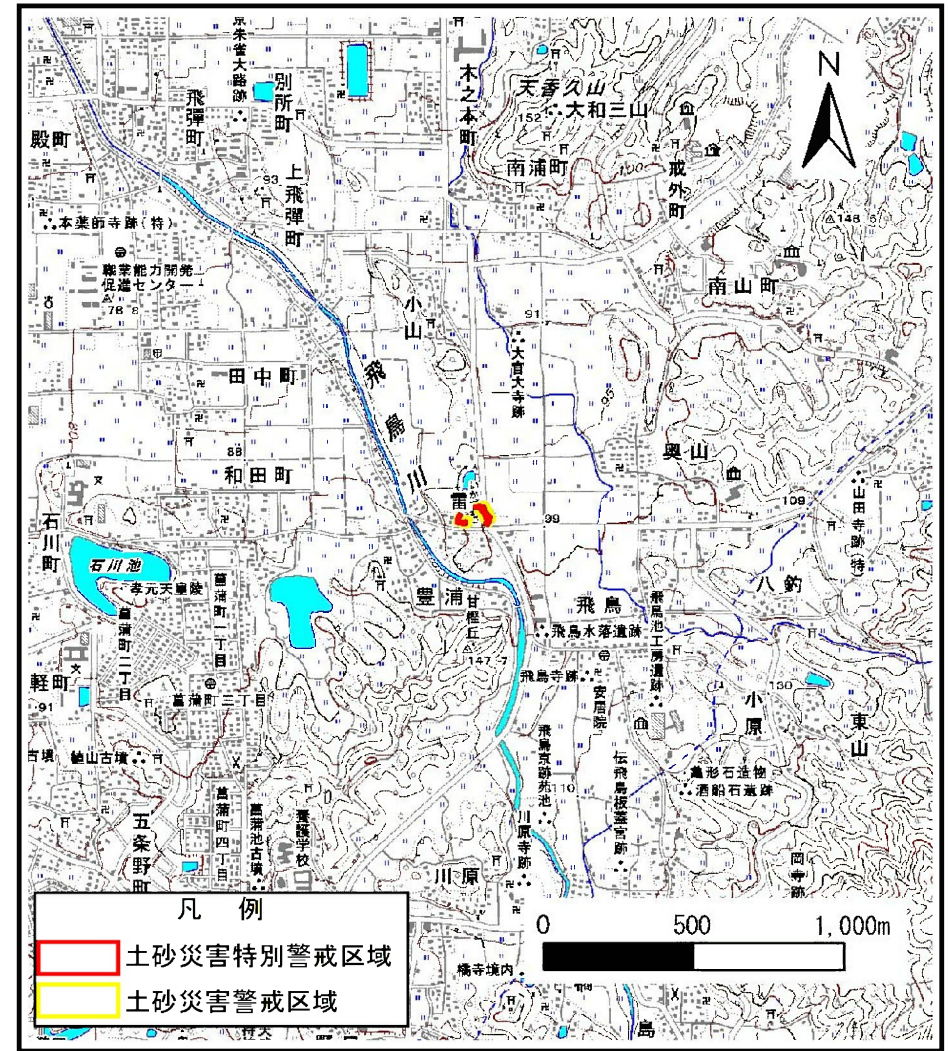 京朱雀大路跡
別所町
飛騨町
殿町
上飛騨町
93
木之本町
天香久山
152
大和三山
南浦町
戒外町
N
本薬師寺跡(特)
職業能力開発
促進センター
78.8
148.6
南山町
小山
91
大官大寺跡
田中町
飛鳥川
88
80
和田町
奥山
95
雷
99
109
山田寺跡(特)
石川町
石川池
孝元天皇陵
菖蒲町一丁目
菖蒲町二丁目
菖蒲町三丁目
豊浦
甘樫丘
147.7
飛鳥
飛鳥水落遺跡
飛鳥寺跡
安居院
飛鳥池工房遺跡
八釣
小原
130
東山
軽町
91
古墳
植山古墳
五条野町
菖蒲町四丁目
菖蒲池古墳
養護学校
飛鳥京跡苑池
110
伝飛鳥板蓋宮跡
亀形石造物
酒船石遺跡
川原寺跡
川原
岡寺跡
橘寺境内
島
凡 例
土砂災害特別警戒区域
土砂災害警戒区域
0 500 1,000m